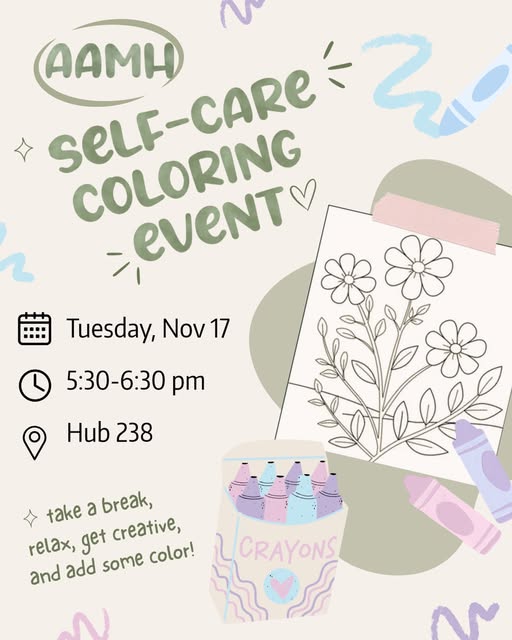 AAMH
SELF-CARE
COLORING
EVENT
Tuesday, Nov 17
5:30-6:30 pm
Hub 238
take a break,
relax, get creative,
and add some color!
CRAYONS